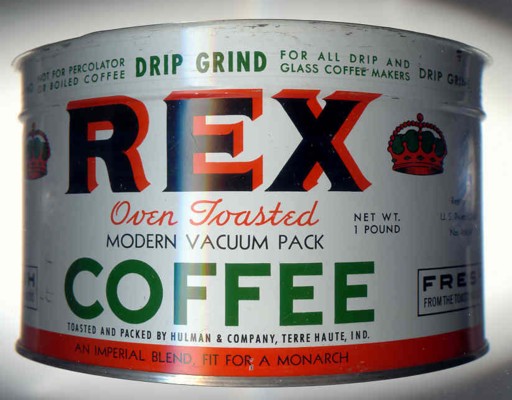 NOT FOR PERCOLATOR
OR BOILED COFFEE
DRIP GRIND
FOR ALL DRIP AND
GLASS COFFEE MAKERS
DRIP
REX
Oven Toasted
MODERN VACUUM PACK
NET WT.
1 POUND
COFFEE
TOASTED AND PACKED BY HULMAN & COMPANY, TERRE HAUTE, IND.
AN IMPERIAL BLEND, FIT FOR A MONARCH
FROM THE